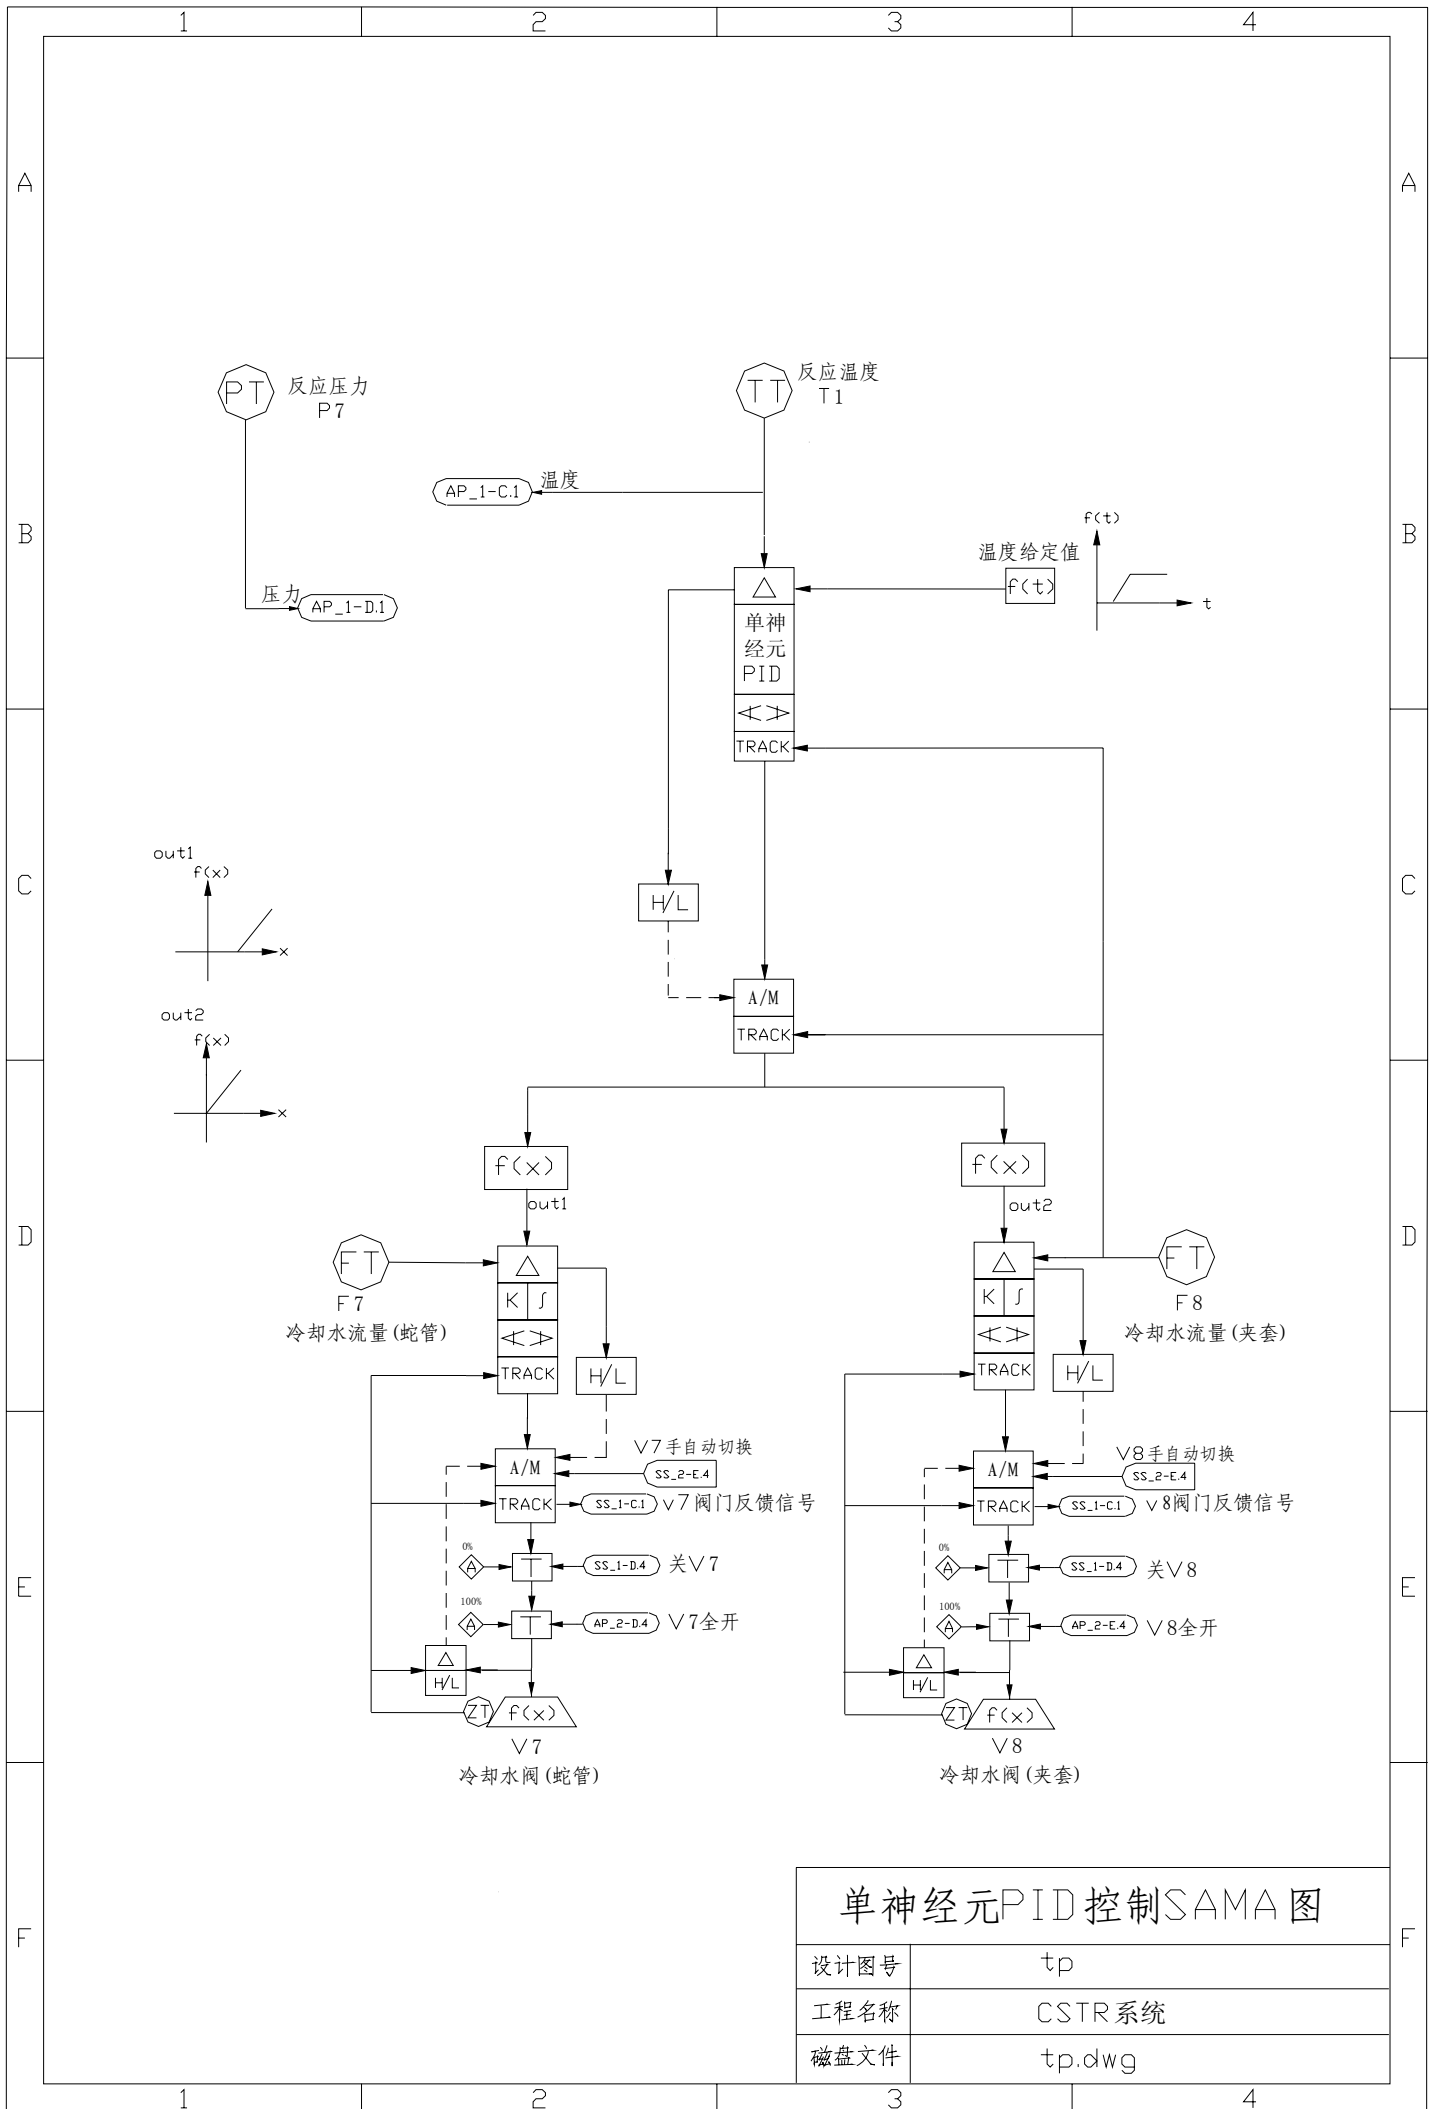 1 2 3 4
A A
PT 反应压力
P7
TT 反应温度
T1
AP_1-C.1 温度
B B
f(t)
温度给定值
f(t)
t
压力 AP_1-D.1
单神
经元
PID
TRACK
C C
out1
f(x)
x
H/L
A/M
TRACK
out2
f(x)
x
f(x) f(x)
out1 out2
D D
FT FT
F7 F8
冷却水流量(蛇管) 冷却水流量(夹套)
K ∫ K ∫
TRACK TRACK
H/L H/L
V7手自动切换 V8手自动切换
A/M SS_2-E.4 A/M SS_2-E.4
TRACK SS_1-C.1 V7阀门反馈信号 TRACK SS_1-C.1 V8阀门反馈信号
0% 0%
A T SS_1-D.4 关V7 A T SS_1-D.4 关V8
E E
100% 100%
A T AP_2-D.4 V7全开 A T AP_2-E.4 V8全开
H/L H/L
ZT f(x) ZT f(x)
V7 V8
冷却水阀(蛇管) 冷却水阀(夹套)
单神经元PID控制SAMA图
F F
设计图号 tp
工程名称 CSTR系统
磁盘文件 tp.dwg
1 2 3 4